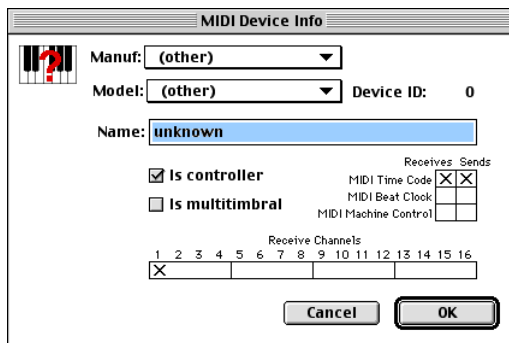 MIDI Device Info
Manuf: (other)
Model: (other) Device ID: 0
Name: unknown
Receives Sends
Is controller
MIDI Time Code
MIDI Beat Clock
Is multitimbral
MIDI Machine Control
Receive Channels
1 2 3 4 5 6 7 8 9 10 11 12 13 14 15 16
Cancel OK